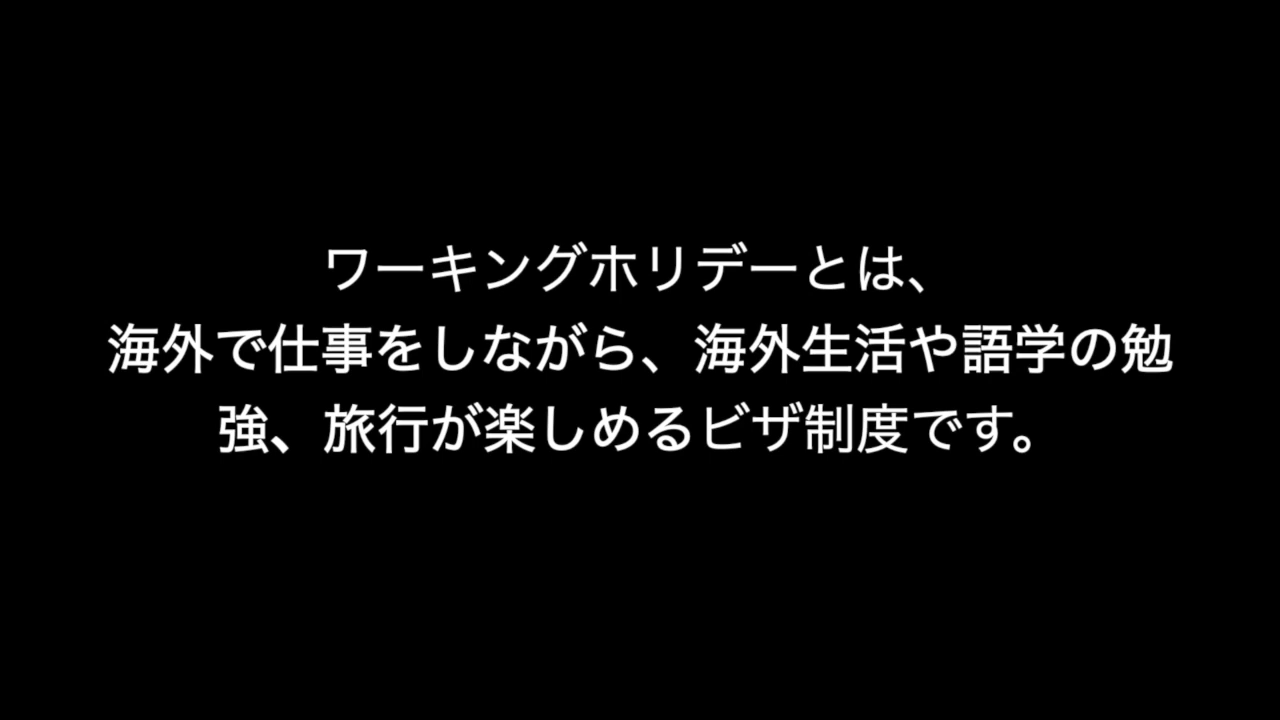 ワーキングホリデーとは、
海外で仕事をしながら、海外生活や語学の勉
強、旅行が楽しめるビザ制度です。